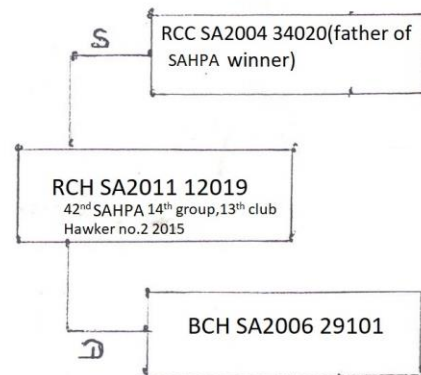 S
RCC SA2004 34020(father of
SAHPA winner)
RCH SA2011 12019
42nd SAHPA 14th group,13th club
Hawker no.2 2015
D
BCH SA2006 29101